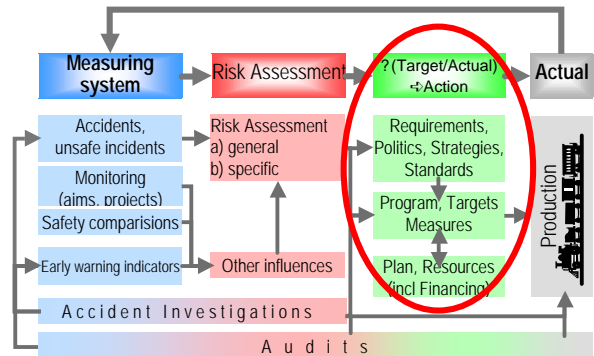 Measuring
system
Risk Assessment
?(Target/Actual)
➪Action
Actual
Accidents,
unsafe incidents
Risk Assessment
a) general
b) specific
Requirements,
Politics, Strategies,
Standards
Monitoring
(aims, projects)
Safety comparisions
Program, Targets
Measures
Production
Early warning indicators
Other influences
Plan, Resources
(incl Financing)
Accident Investigations
Audits